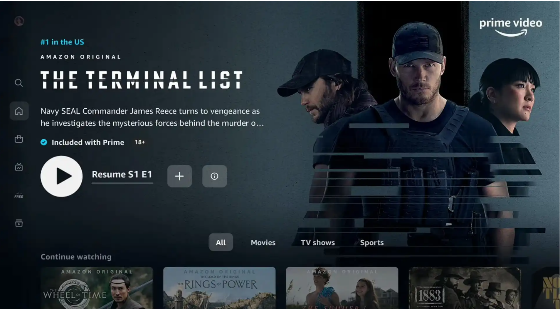 prime video
#1 in the US
AMAZON ORIGINAL
THE TERMINAL LIST
Navy SEAL Commander James Reece turns to vengeance as
he investigates the mysterious forces behind the murder o...
Included with Prime 18+
Resume S1 E1
All Movies TV shows Sports
Continue watching
AMAZON ORIGINAL
WHEEL OF TIME
AMAZON ORIGINAL
RINGS OF POWER
AMAZON ORIGINAL
1883